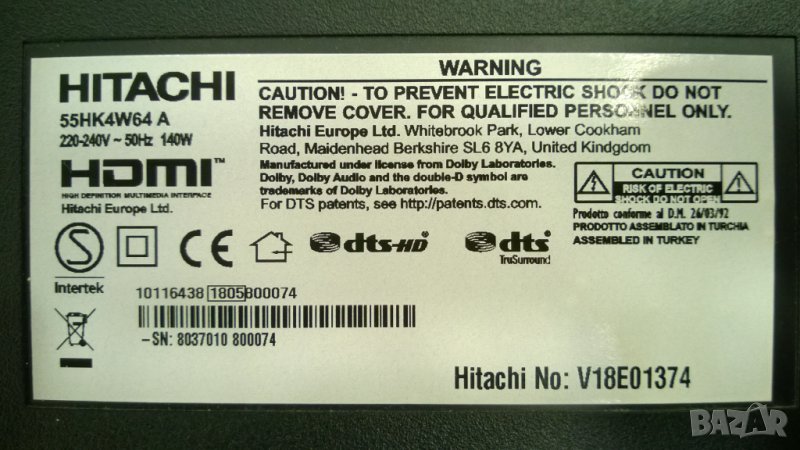 HITACHI
55HK4W64 A
220-240V ~ 50Hz 140W
HDMI™
HIGH DEFINITION MULTIMEDIA INTERFACE
Hitachi Europe Ltd.
WARNING
CAUTION! - TO PREVENT ELECTRIC SHOCK DO NOT
REMOVE COVER. FOR QUALIFIED PERSONNEL ONLY.
Hitachi Europe Ltd. Whitebrook Park, Lower Cookham
Road, Maidenhead Berkshire SL6 8YA, United Kindgdom
Manufactured under license from Dolby Laboratories.
Dolby, Dolby Audio and the double-D symbol are
trademarks of Dolby Laboratories.
For DTS patents, see http://patents.dts.com.
CAUTION
RISK OF ELECTRIC
SHOCK DO NOT OPEN
Prodotto conforme al D.M. 26/03/92
PRODOTTO ASSEMBLATO IN TURCHIA
ASSEMBLED IN TURKEY
S
Intertek
CE
dts-HD
dts
TruSurround
10116438 1805 800074
-SN: 8037010 800074
Hitachi No: V18E01374
BAZAR